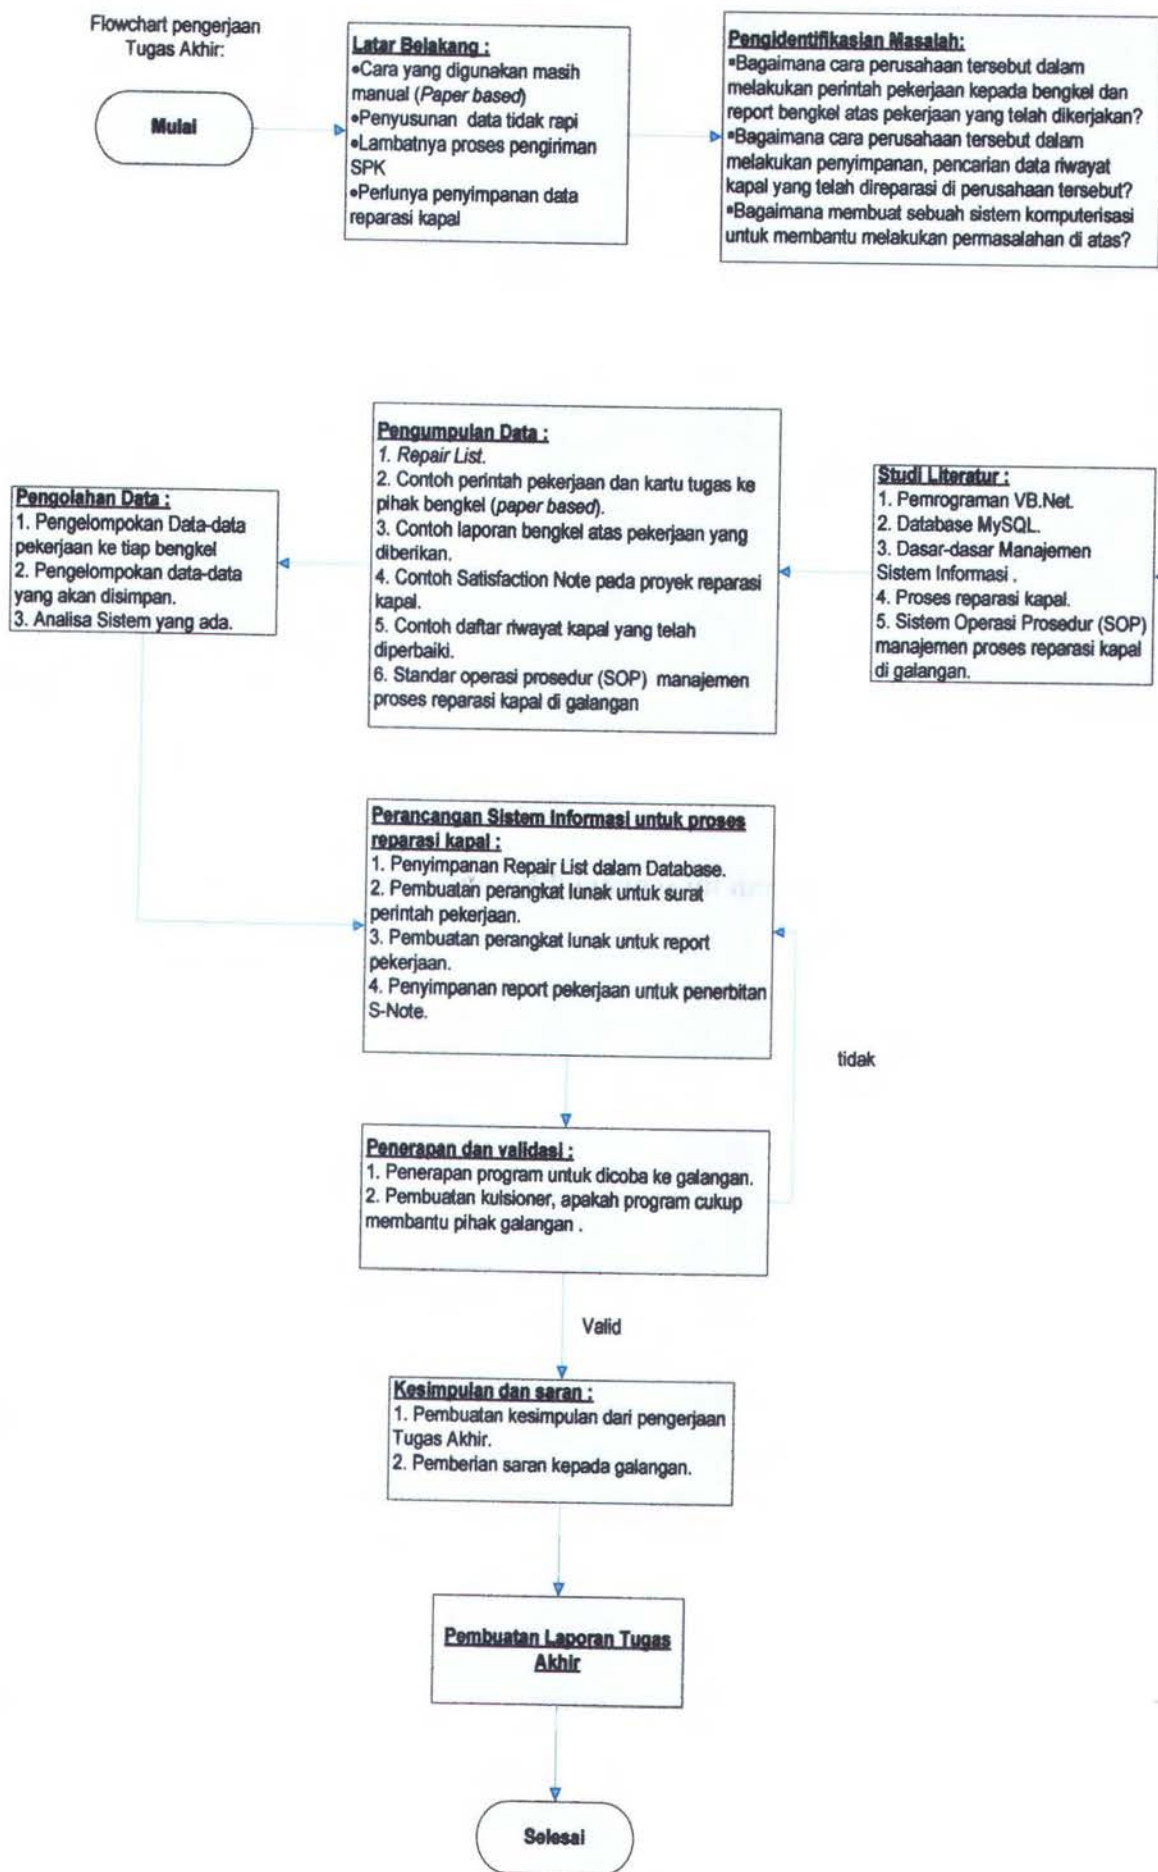 Flowchart pengerjaan
Tugas Akhir:
Mulai
Latar Belakang :
•Cara yang digunakan masih
manual (Paper based)
•Penyusunan data tidak rapi
•Lambatnya proses pengiriman
SPK
•Perlunya penyimpanan data
reparasi kapal
Pengidentifikasian Masalah:
▪Bagaimana cara perusahaan tersebut dalam
melakukan perintah pekerjaan kepada bengkel dan
report bengkel atas pekerjaan yang telah dikerjakan?
▪Bagaimana cara perusahaan tersebut dalam
melakukan penyimpanan, pencarian data riwayat
kapal yang telah direparasi di perusahaan tersebut?
▪Bagaimana membuat sebuah sistem komputerisasi
untuk membantu melakukan permasalahan di atas?
Studi Literatur :
1. Pemrograman VB.Net.
2. Database MySQL.
3. Dasar-dasar Manajemen
Sistem Informasi .
4. Proses reparasi kapal.
5. Sistem Operasi Prosedur (SOP)
manajemen proses reparasi kapal
di galangan.
Pengumpulan Data :
1. Repair List.
2. Contoh perintah pekerjaan dan kartu tugas ke
pihak bengkel (paper based).
3. Contoh laporan bengkel atas pekerjaan yang
diberikan.
4. Contoh Satisfaction Note pada proyek reparasi
kapal.
5. Contoh daftar riwayat kapal yang telah
diperbaiki.
6. Standar operasi prosedur (SOP) manajemen
proses reparasi kapal di galangan
Pengolahan Data :
1. Pengelompokan Data-data
pekerjaan ke tiap bengkel
2. Pengelompokan data-data
yang akan disimpan.
3. Analisa Sistem yang ada.
Perancangan Sistem Informasi untuk proses
reparasi kapal :
1. Penyimpanan Repair List dalam Database.
2. Pembuatan perangkat lunak untuk surat
perintah pekerjaan.
3. Pembuatan perangkat lunak untuk report
pekerjaan.
4. Penyimpanan report pekerjaan untuk penerbitan
S-Note.
tidak
Penerapan dan validasi :
1. Penerapan program untuk dicoba ke galangan.
2. Pembuatan kuisioner, apakah program cukup
membantu pihak galangan .
Valid
Kesimpulan dan saran :
1. Pembuatan kesimpulan dari pengerjaan
Tugas Akhir.
2. Pemberian saran kepada galangan.
Pembuatan Laporan Tugas
Akhir
Selesai